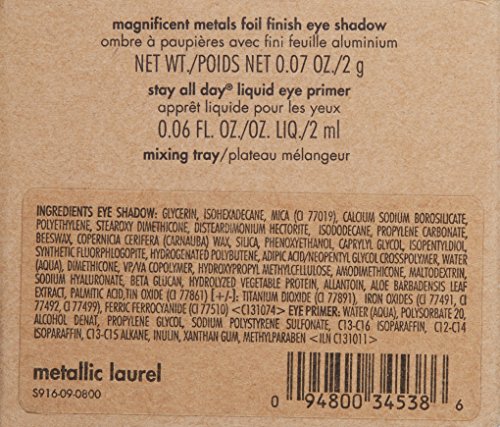 magnificent metals foil finish eye shadow
ombre à paupières avec fini feuille aluminium
NET WT./POIDS NET 0.07 OZ./2 g
stay all day® liquid eye primer
apprêt liquide pour les yeux
0.06 FL. OZ./OZ. LIQ./2 ml
mixing tray/plateau mélangeur
INGREDIENTS EYE SHADOW: GLYCERIN, ISOHEXADECANE, MICA (CI 77019), CALCIUM SODIUM BOROSILICATE,
POLYETHYLENE, STEAROXY DIMETHICONE, DISTEARDIMONIUM HECTORITE, ISODODECANE, PROPYLENE CARBONATE,
BEESWAX, COPERNICIA CERIFERA (CARNAUBA) WAX, SILICA, PHENOXYETHANOL, CAPRYLYL GLYCOL, ISOPENTYLDIOL,
SYNTHETIC FLUORPHLOGOPITE, HYDROGENATED POLYBUTENE, ADIPIC ACID/NEOPENTYL GLYCOL CROSSPOLYMER, WATER
(AQUA), DIMETHICONE, VP/VA COPOLYMER, HYDROXYPROPYL METHYLCELLULOSE, AMODIMETHICONE, MALTODEXTRIN,
SODIUM HYALURONATE, BETA GLUCAN, HYDROLYZED VEGETABLE PROTEIN, ALLANTOIN, ALOE BARBADENSIS LEAF
EXTRACT, PALMITIC ACID,TIN OXIDE (CI 77861) [+/-]: TITANIUM DIOXIDE (CI 77891), IRON OXIDES (CI 77491, CI
77492, CI 77499), FERRIC FERROCYANIDE (CI 77510) <CI31074> EYE PRIMER: WATER (AQUA), POLYSORBATE 20,
ALCOHOL DENAT, PROPYLENE GLYCOL, SODIUM POLYSTYRENE SULFONATE, C13-C16 ISOPARAFFIN, C12-C14
ISOPARAFFIN, C13-C15 ALKANE, INULIN, XANTHAN GUM, METHYLPARABEN <ILN CI31011>
metallic laurel
S916-09-0800
0 94800 34538 6